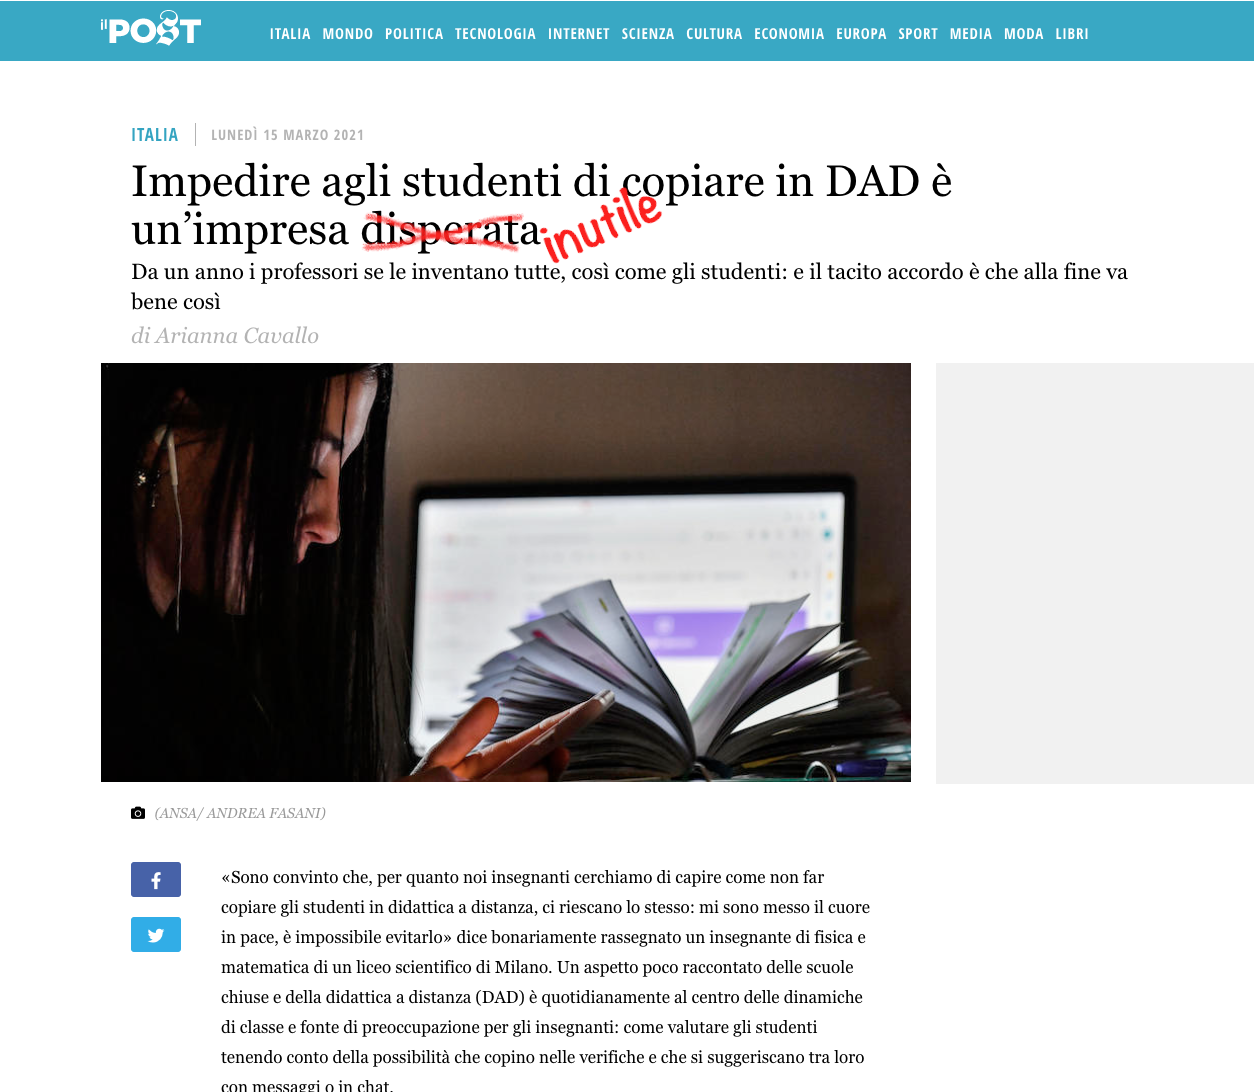 il POST
ITALIA MONDO POLITICA TECNOLOGIA INTERNET SCIENZA CULTURA ECONOMIA EUROPA SPORT MEDIA MODA LIBRI
ITALIA LUNEDÌ 15 MARZO 2021
Impedire agli studenti di copiare in DAD è
un’impresa disperata inutile
Da un anno i professori se le inventano tutte, così come gli studenti: e il tacito accordo è che alla fine va
bene così
di Arianna Cavallo
(ANSA/ ANDREA FASANI)
«Sono convinto che, per quanto noi insegnanti cerchiamo di capire come non far
copiare gli studenti in didattica a distanza, ci riescano lo stesso: mi sono messo il cuore
in pace, è impossibile evitarlo» dice bonariamente rassegnato un insegnante di fisica e
matematica di un liceo scientifico di Milano. Un aspetto poco raccontato delle scuole
chiuse e della didattica a distanza (DAD) è quotidianamente al centro delle dinamiche
di classe e fonte di preoccupazione per gli insegnanti: come valutare gli studenti
tenendo conto della possibilità che copino nelle verifiche e che si suggeriscano tra loro
con messaggi o in chat.